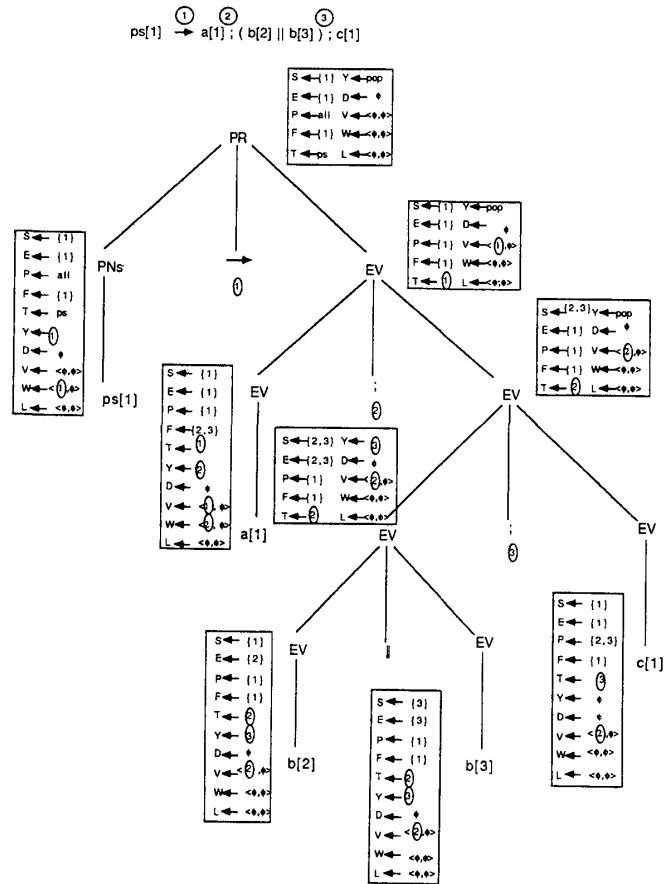 ① ② ③
ps[1] → a[1] ; ( b[2] || b[3] ) ; c[1]
S ← {1} Y ← pop
E ← {1} D ← ϕ
P ← all V ← <ϕ,ϕ>
F ← {1} W ← <ϕ,ϕ>
T ← ps L ← <ϕ,ϕ>
PR
S ← {1}
E ← {1}
P ← all
F ← {1}
T ← ps
Y ← ①
D ← ϕ
V ← <ϕ,ϕ>
W ← <①,ϕ>
L ← <ϕ,ϕ>
PNs
ps[1]
→
①
S ← {1} Y ← pop
E ← {1} D ← ϕ
P ← {1} V ← <①,ϕ>
F ← {1} W ← <ϕ,ϕ>
T ← ① L ← <ϕ,ϕ>
EV
S ← {1}
E ← {1}
P ← {1}
F ← {2,3}
T ← ①
Y ← ②
D ← ϕ
V ← <①,ϕ>
W ← <②,ϕ>
L ← <ϕ,ϕ>
EV
a[1]
;
②
S ← {2,3} Y ← pop
E ← {1} D ← ϕ
P ← {1} V ← <②,ϕ>
F ← {1} W ← <ϕ,ϕ>
T ← ② L ← <ϕ,ϕ>
EV
S ← {2,3} Y ← ③
E ← {2,3} D ← ϕ
P ← {1} V ← <②,ϕ>
F ← {1} W ← <ϕ,ϕ>
T ← ② L ← <ϕ,ϕ>
EV
;
③
EV
c[1]
S ← {1}
E ← {1}
P ← {2,3}
F ← {1}
T ← ③
Y ← ϕ
D ← ϕ
V ← <②,ϕ>
W ← <ϕ,ϕ>
L ← <ϕ,ϕ>
S ← {1}
E ← {2}
P ← {1}
F ← {1}
T ← ②
Y ← ③
D ← ϕ
V ← <②,ϕ>
W ← <ϕ,ϕ>
L ← <ϕ,ϕ>
EV
b[2]
||
EV
b[3]
S ← {3}
E ← {3}
P ← {1}
F ← {1}
T ← ②
Y ← ③
D ← ϕ
V ← <②,ϕ>
W ← <ϕ,ϕ>
L ← <ϕ,ϕ>